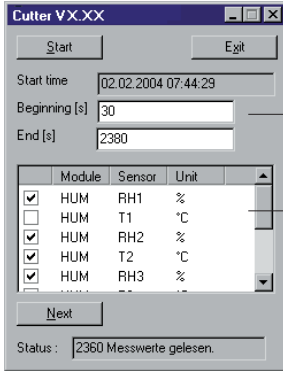 Cutter VX.XX
Start Exit
Start time 02.02.2004 07:44:29
Beginning [s] 30
End [s] 2380
Module Sensor Unit
HUM RH1 %
HUM T1 °C
HUM RH2 %
HUM T2 °C
HUM RH3 %
Next
Status : 2360 Messwerte gelesen.